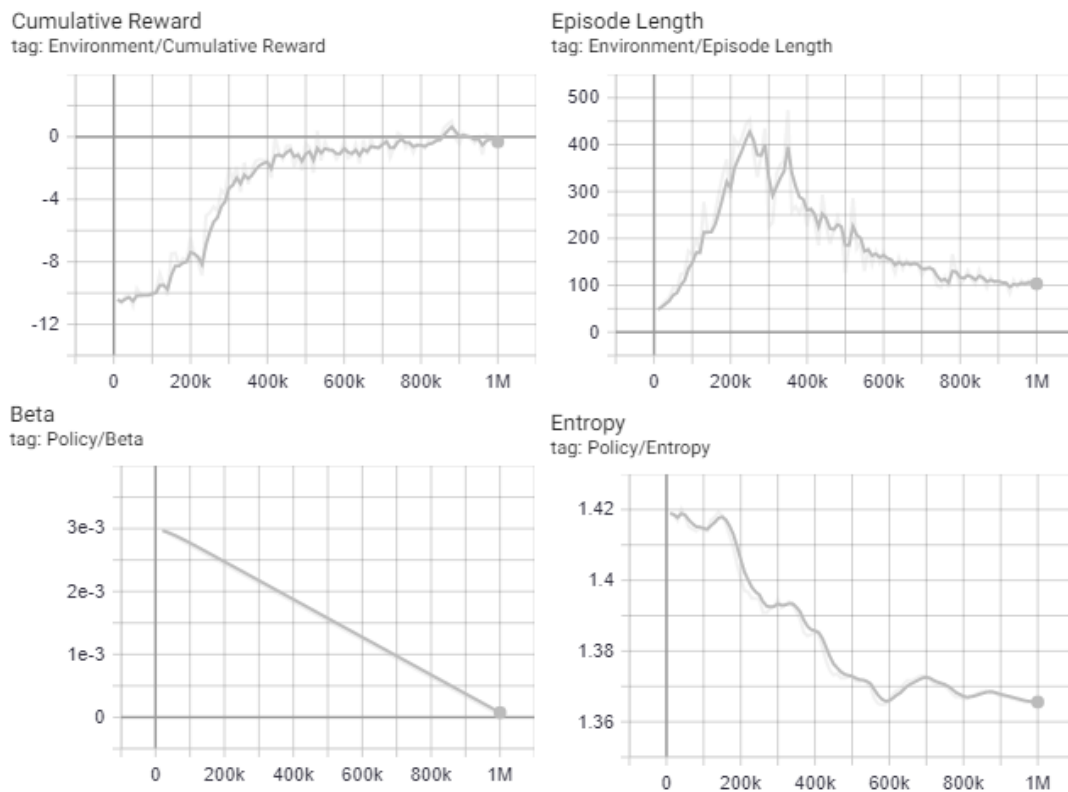 Cumulative Reward
tag: Environment/Cumulative Reward
0
-4
-8
-12
0 200k 400k 600k 800k 1M
Episode Length
tag: Environment/Episode Length
500
400
300
200
100
0
0 200k 400k 600k 800k 1M
Beta
tag: Policy/Beta
3e-3
2e-3
1e-3
0
0 200k 400k 600k 800k 1M
Entropy
tag: Policy/Entropy
1.42
1.4
1.38
1.36
0 200k 400k 600k 800k 1M